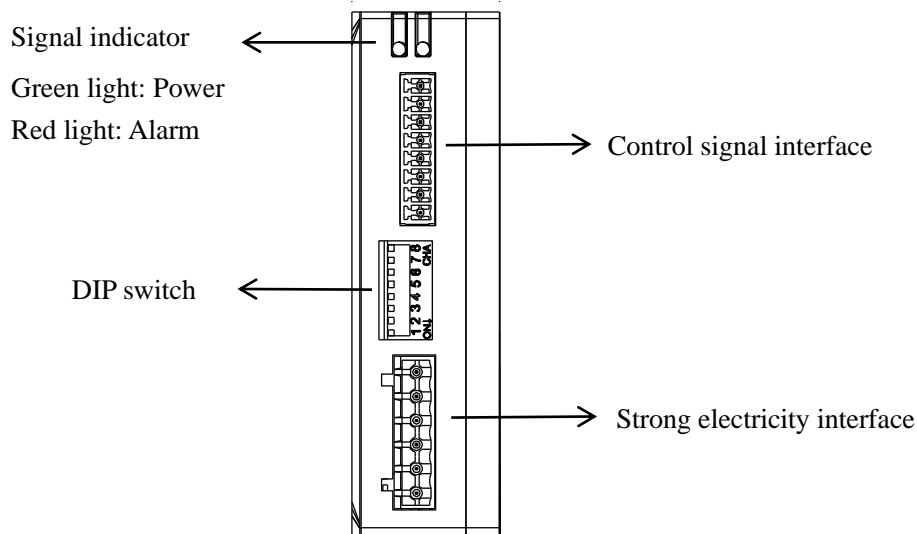 Signal indicator
Green light: Power
Red light: Alarm
Control signal interface
DIP switch
1 2 3 4 5 6 7 8
ON↓ CHA
Strong electricity interface